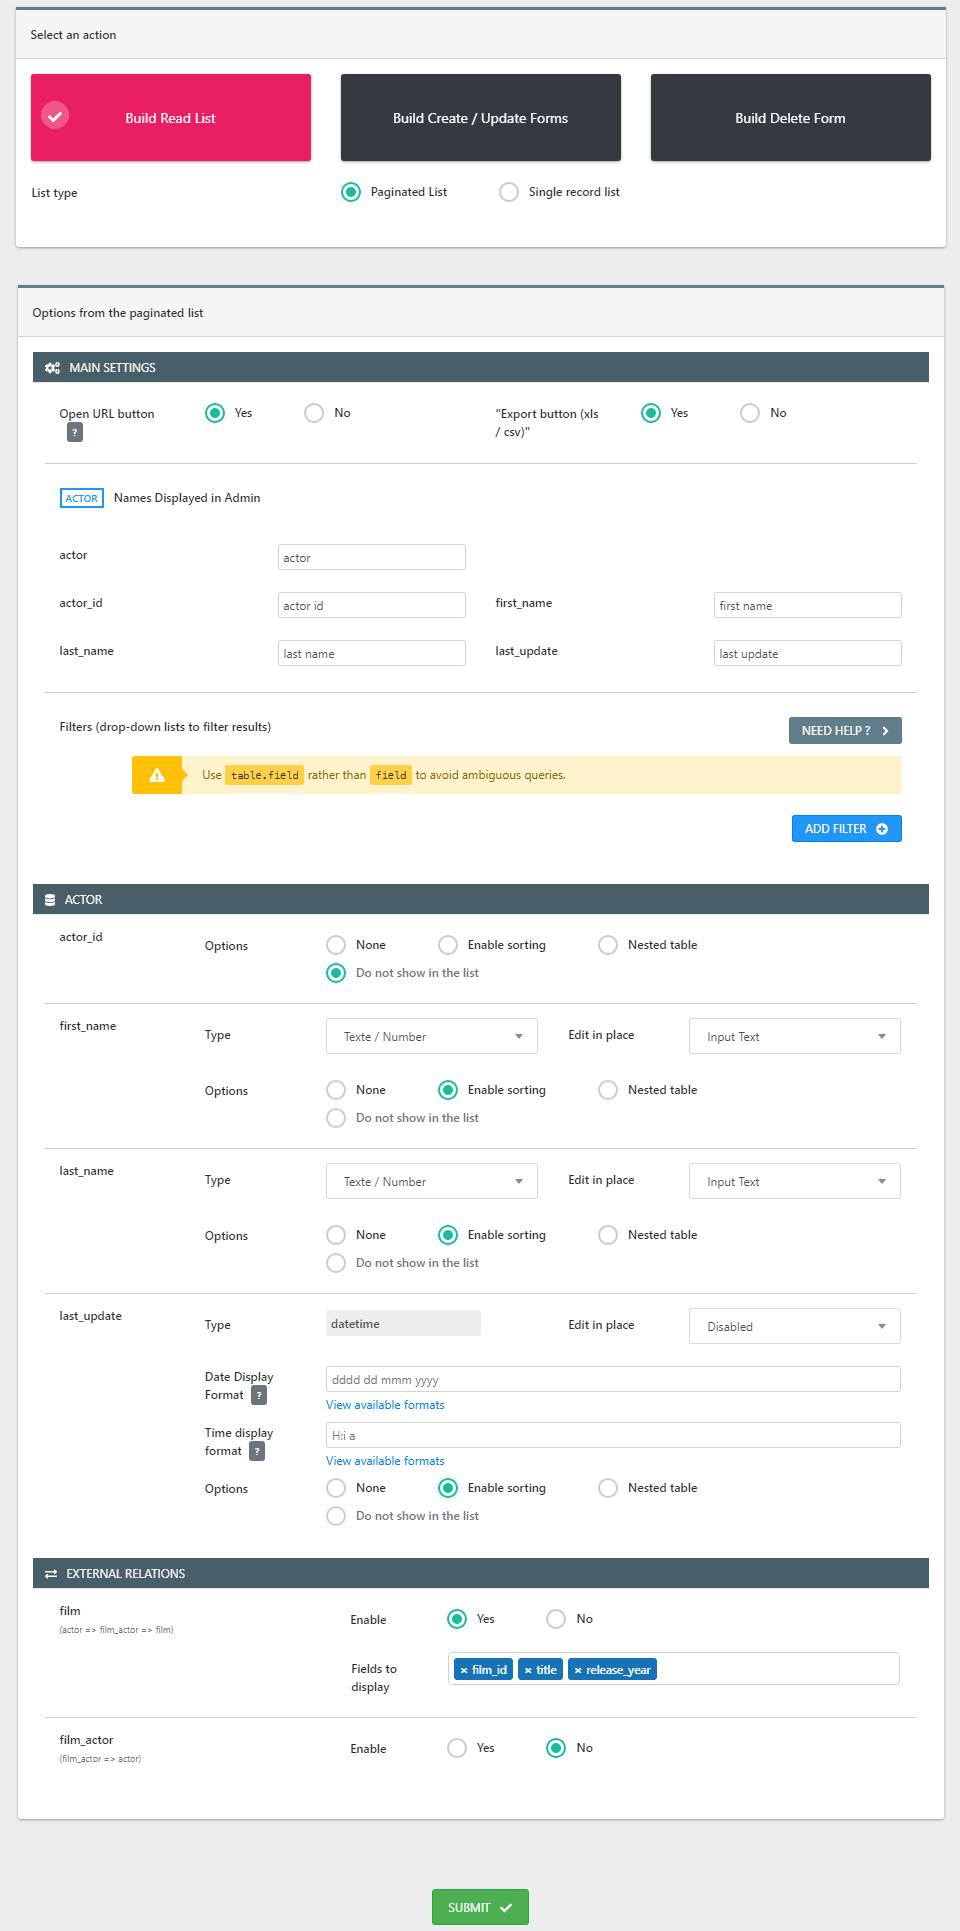 Select an action
Build Read List
Build Create / Update Forms
Build Delete Form
List type
Paginated List
Single record list
Options from the paginated list
MAIN SETTINGS
Open URL button
?
Yes
No
"Export button (xls
/ csv)"
Yes
No
ACTOR Names Displayed in Admin
actor
actor
actor_id
actor id
first_name
first name
last_name
last name
last_update
last update
Filters (drop-down lists to filter results)
NEED HELP ?
Use table.field rather than field to avoid ambiguous queries.
ADD FILTER
ACTOR
actor_id
Options
None
Enable sorting
Nested table
Do not show in the list
first_name
Type
Texte / Number
Edit in place
Input Text
Options
None
Enable sorting
Nested table
Do not show in the list
last_name
Type
Texte / Number
Edit in place
Input Text
Options
None
Enable sorting
Nested table
Do not show in the list
last_update
Type
datetime
Edit in place
Disabled
Date Display
Format ?
dddd dd mmm yyyy
View available formats
Time display
format ?
H:i a
View available formats
Options
None
Enable sorting
Nested table
Do not show in the list
EXTERNAL RELATIONS
film
(actor => film_actor => film)
Enable
Yes
No
Fields to
display
× film_id × title × release_year
film_actor
(film_actor => actor)
Enable
Yes
No
SUBMIT